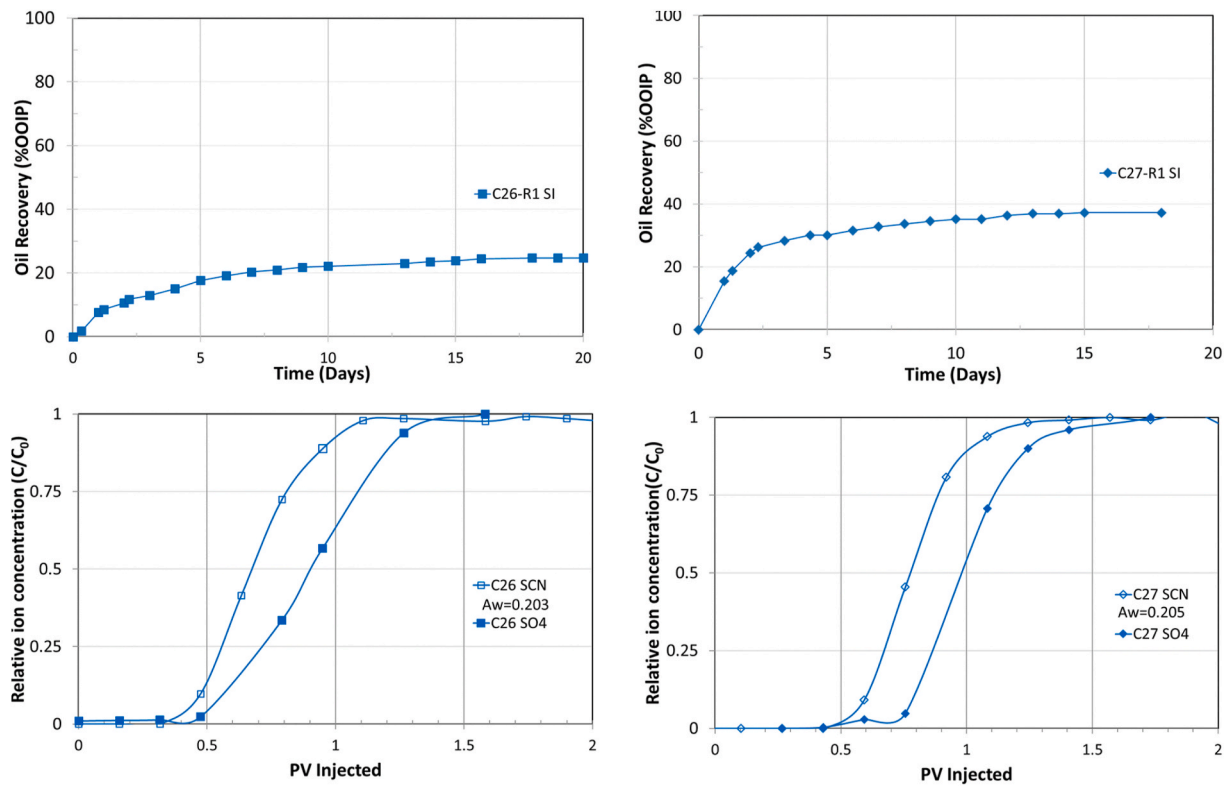 100
80
60
40
20
0
Oil Recovery (%OOIP)
C26-R1 SI
0 5 10 15 20
Time (Days)
100
80
60
40
20
0
Oil Recovery (%OOIP )
C27-R1 SI
0 5 10 15 20
Time (Days)
1
0.75
0.5
0.25
0
Relative ion concentration (C/C₀)
C26 SCN
Aw=0.203
C26 SO4
0 0.5 1 1.5 2
PV Injected
1
0.75
0.5
0.25
0
Relative ion concentration(C/C₀)
C27 SCN
Aw=0.205
C27 SO4
0 0.5 1 1.5 2
PV Injected